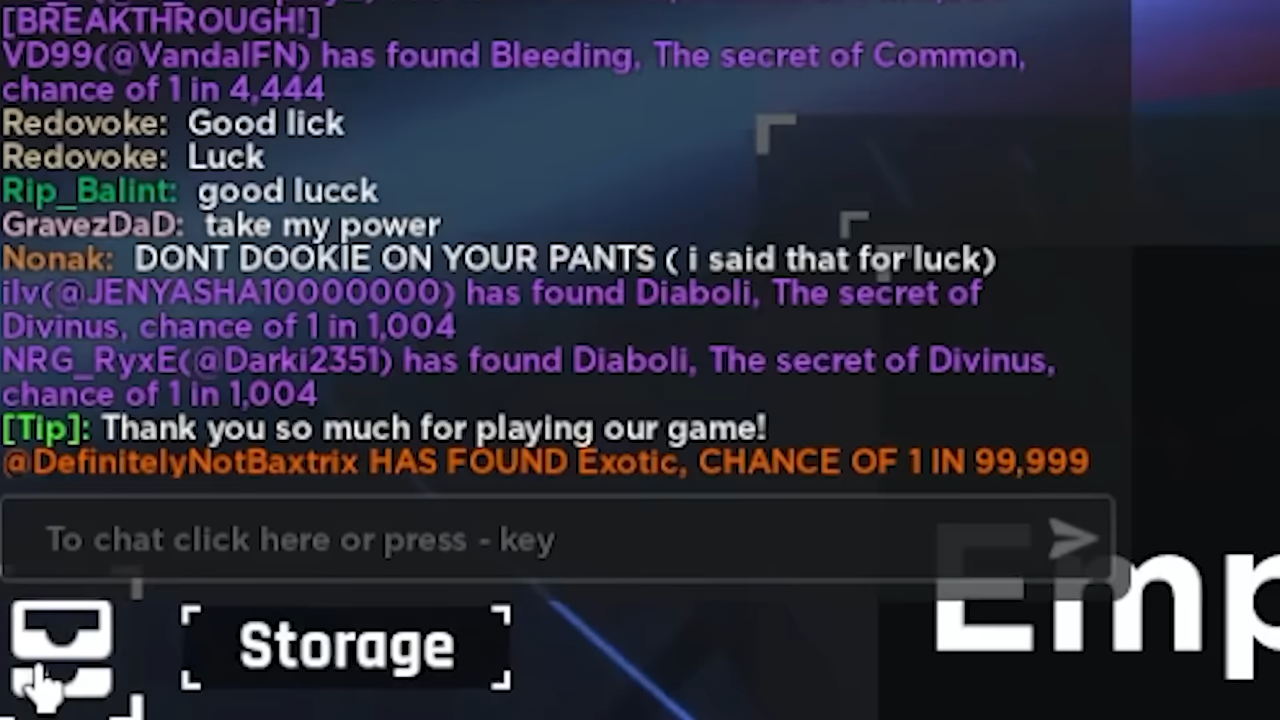 [BREAKTHROUGH!]
VD99(@VandalFN) has found Bleeding, The secret of Common,
chance of 1 in 4,444
Redovoke: Good lick
Redovoke: Luck
Rip_Balint: good lucck
GravezDaD: take my power
Nonak: DONT DOOKIE ON YOUR PANTS ( i said that for luck)
ilv(@JENYASHA10000000) has found Diaboli, The secret of
Divinus, chance of 1 in 1,004
NRG_RyxE(@Darki2351) has found Diaboli, The secret of Divinus,
chance of 1 in 1,004
[Tip]: Thank you so much for playing our game!
@DefinitelyNotBaxtrix HAS FOUND Exotic, CHANCE OF 1 IN 99,999
To chat click here or press - key
Emp
Storage